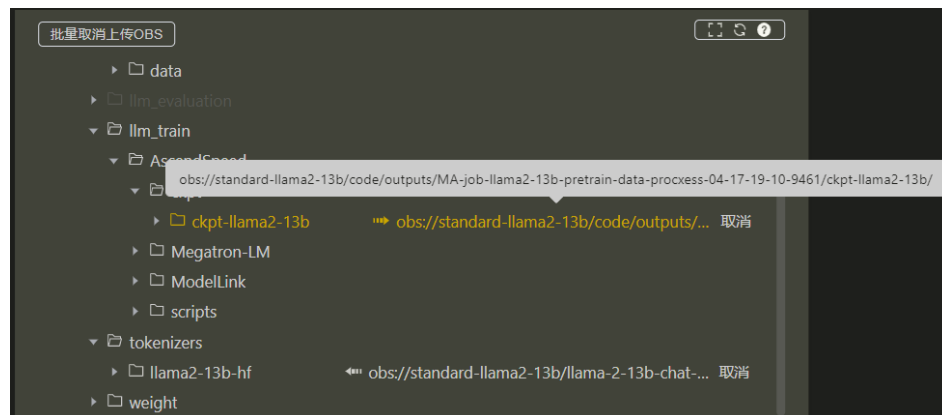 批量取消上传OBS
data
llm_evaluation
llm_train
AscendSpeed
obs://standard-llama2-13b/code/outputs/MA-job-llama2-13b-pretrain-data-procxess-04-17-19-10-9461/ckpt-llama2-13b/
ckpt
ckpt-llama2-13b obs://standard-llama2-13b/code/outputs/... 取消
Megatron-LM
ModelLink
scripts
tokenizers
llama2-13b-hf obs://standard-llama2-13b/llama-2-13b-chat-... 取消
weight